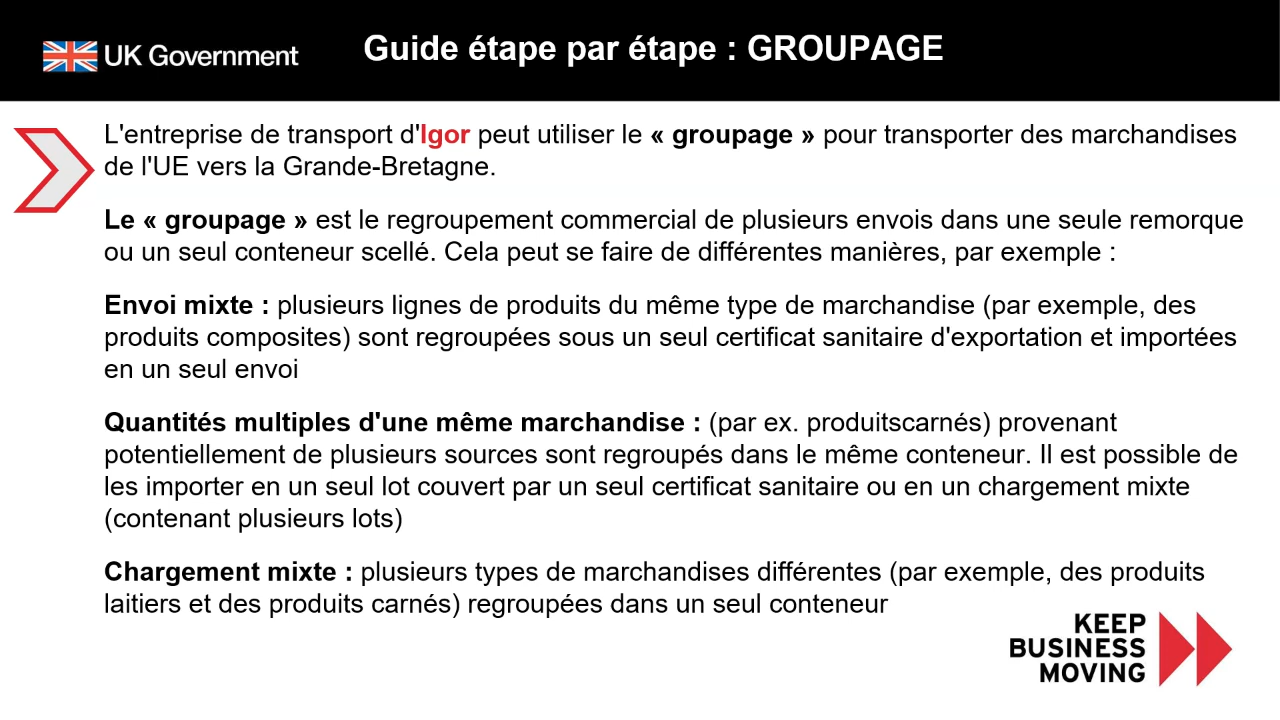 UK Government
Guide étape par étape : GROUPAGE
L'entreprise de transport d'Igor peut utiliser le « groupage » pour transporter des marchandises
de l'UE vers la Grande-Bretagne.
Le « groupage » est le regroupement commercial de plusieurs envois dans une seule remorque
ou un seul conteneur scellé. Cela peut se faire de différentes manières, par exemple :
Envoi mixte : plusieurs lignes de produits du même type de marchandise (par exemple, des
produits composites) sont regroupées sous un seul certificat sanitaire d'exportation et importées
en un seul envoi
Quantités multiples d'une même marchandise : (par ex. produitscarnés) provenant
potentiellement de plusieurs sources sont regroupés dans le même conteneur. Il est possible de
les importer en un seul lot couvert par un seul certificat sanitaire ou en un chargement mixte
(contenant plusieurs lots)
Chargement mixte : plusieurs types de marchandises différentes (par exemple, des produits
laitiers et des produits carnés) regroupées dans un seul conteneur
KEEP
BUSINESS
MOVING